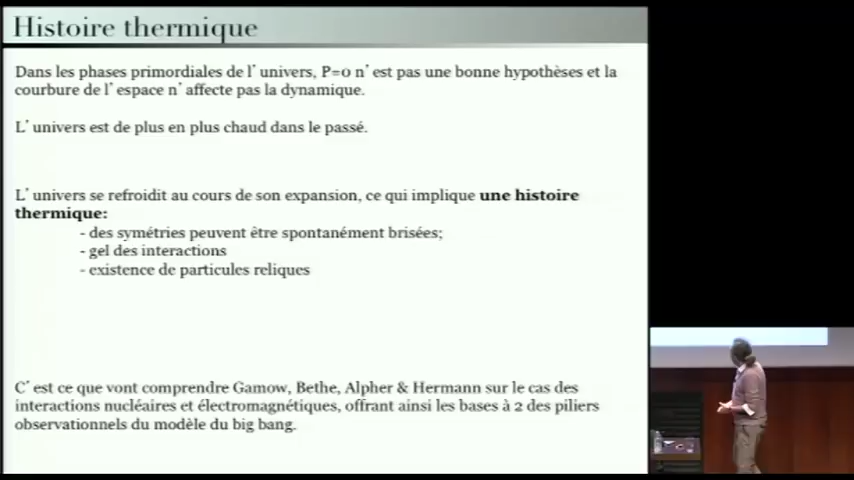 Histoire thermique
Dans les phases primordiales de l'univers, P=0 n'est pas une bonne hypothèses et la
courbure de l'espace n'affecte pas la dynamique.
L'univers est de plus en plus chaud dans le passé.
L'univers se refroidit au cours de son expansion, ce qui implique une histoire
thermique:
- des symétries peuvent être spontanément brisées;
- gel des interactions
- existence de particules reliques
C'est ce que vont comprendre Gamow, Bethe, Alpher & Hermann sur le cas des
interactions nucléaires et électromagnétiques, offrant ainsi les bases à 2 des piliers
observationnels du modèle du big bang.